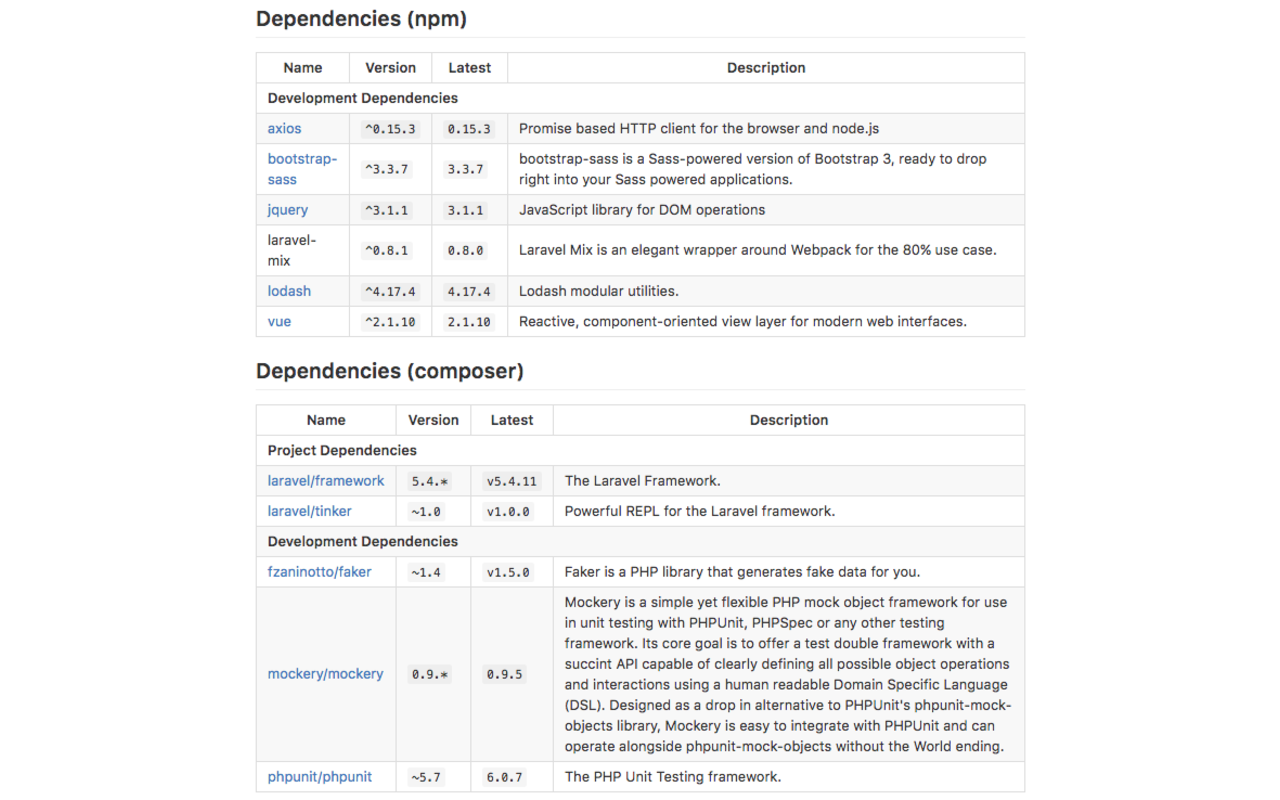 Dependencies (npm)
Name Version Latest Description
Development Dependencies
axios ^0.15.3 0.15.3 Promise based HTTP client for the browser and node.js
bootstrap-
sass ^3.3.7 3.3.7 bootstrap-sass is a Sass-powered version of Bootstrap 3, ready to drop
right into your Sass powered applications.
jquery ^3.1.1 3.1.1 JavaScript library for DOM operations
laravel-
mix ^0.8.1 0.8.0 Laravel Mix is an elegant wrapper around Webpack for the 80% use case.
lodash ^4.17.4 4.17.4 Lodash modular utilities.
vue ^2.1.10 2.1.10 Reactive, component-oriented view layer for modern web interfaces.
Dependencies (composer)
Name Version Latest Description
Project Dependencies
laravel/framework 5.4.* v5.4.11 The Laravel Framework.
laravel/tinker ~1.0 v1.0.0 Powerful REPL for the Laravel framework.
Development Dependencies
fzaninotto/faker ~1.4 v1.5.0 Faker is a PHP library that generates fake data for you.
mockery/mockery 0.9.* 0.9.5 Mockery is a simple yet flexible PHP mock object framework for use
in unit testing with PHPUnit, PHPSpec or any other testing
framework. Its core goal is to offer a test double framework with a
succint API capable of clearly defining all possible object operations
and interactions using a human readable Domain Specific Language
(DSL). Designed as a drop in alternative to PHPUnit's phpunit-mock-
objects library, Mockery is easy to integrate with PHPUnit and can
operate alongside phpunit-mock-objects without the World ending.
phpunit/phpunit ~5.7 6.0.7 The PHP Unit Testing framework.